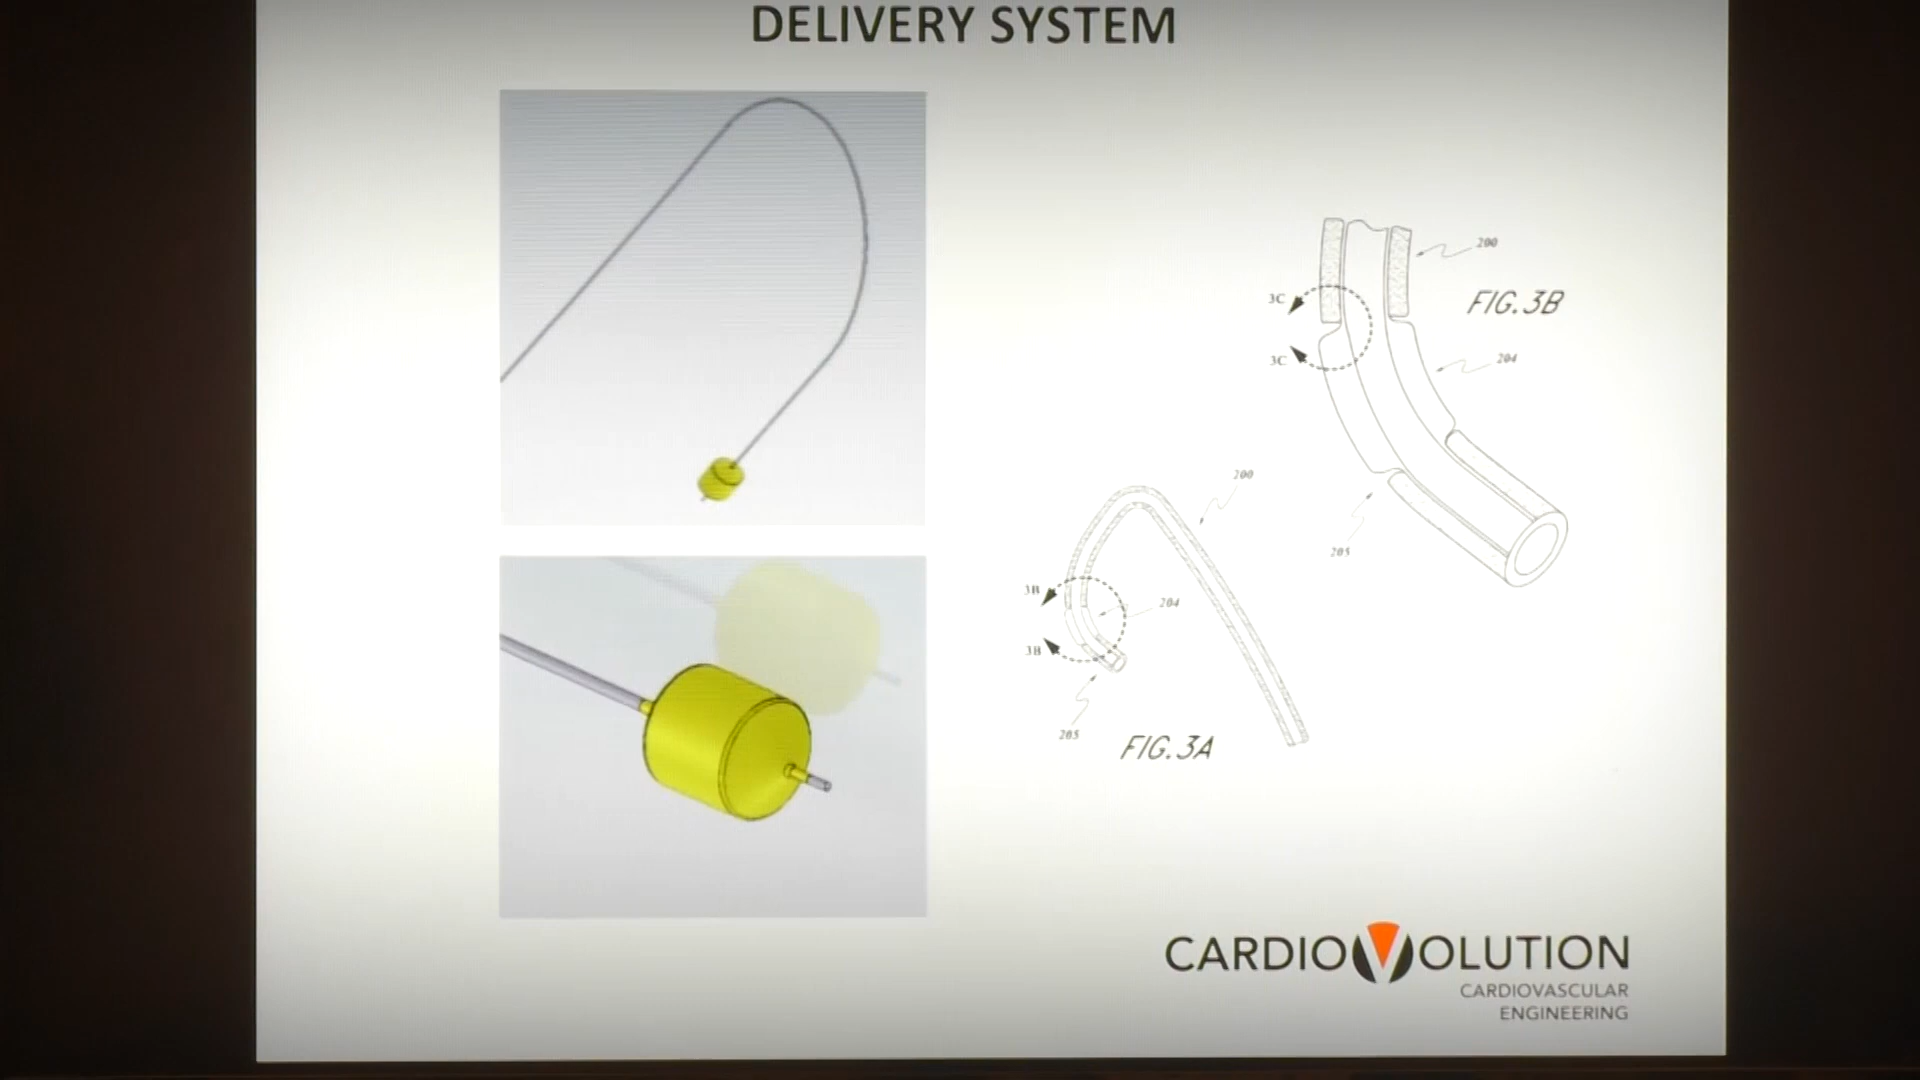 DELIVERY SYSTEM
200
3C
FIG. 3B
3C
204
200
205
3B
204
3B
205
FIG. 3A
CARDIOVOLUTION
CARDIOVASCULAR
ENGINEERING